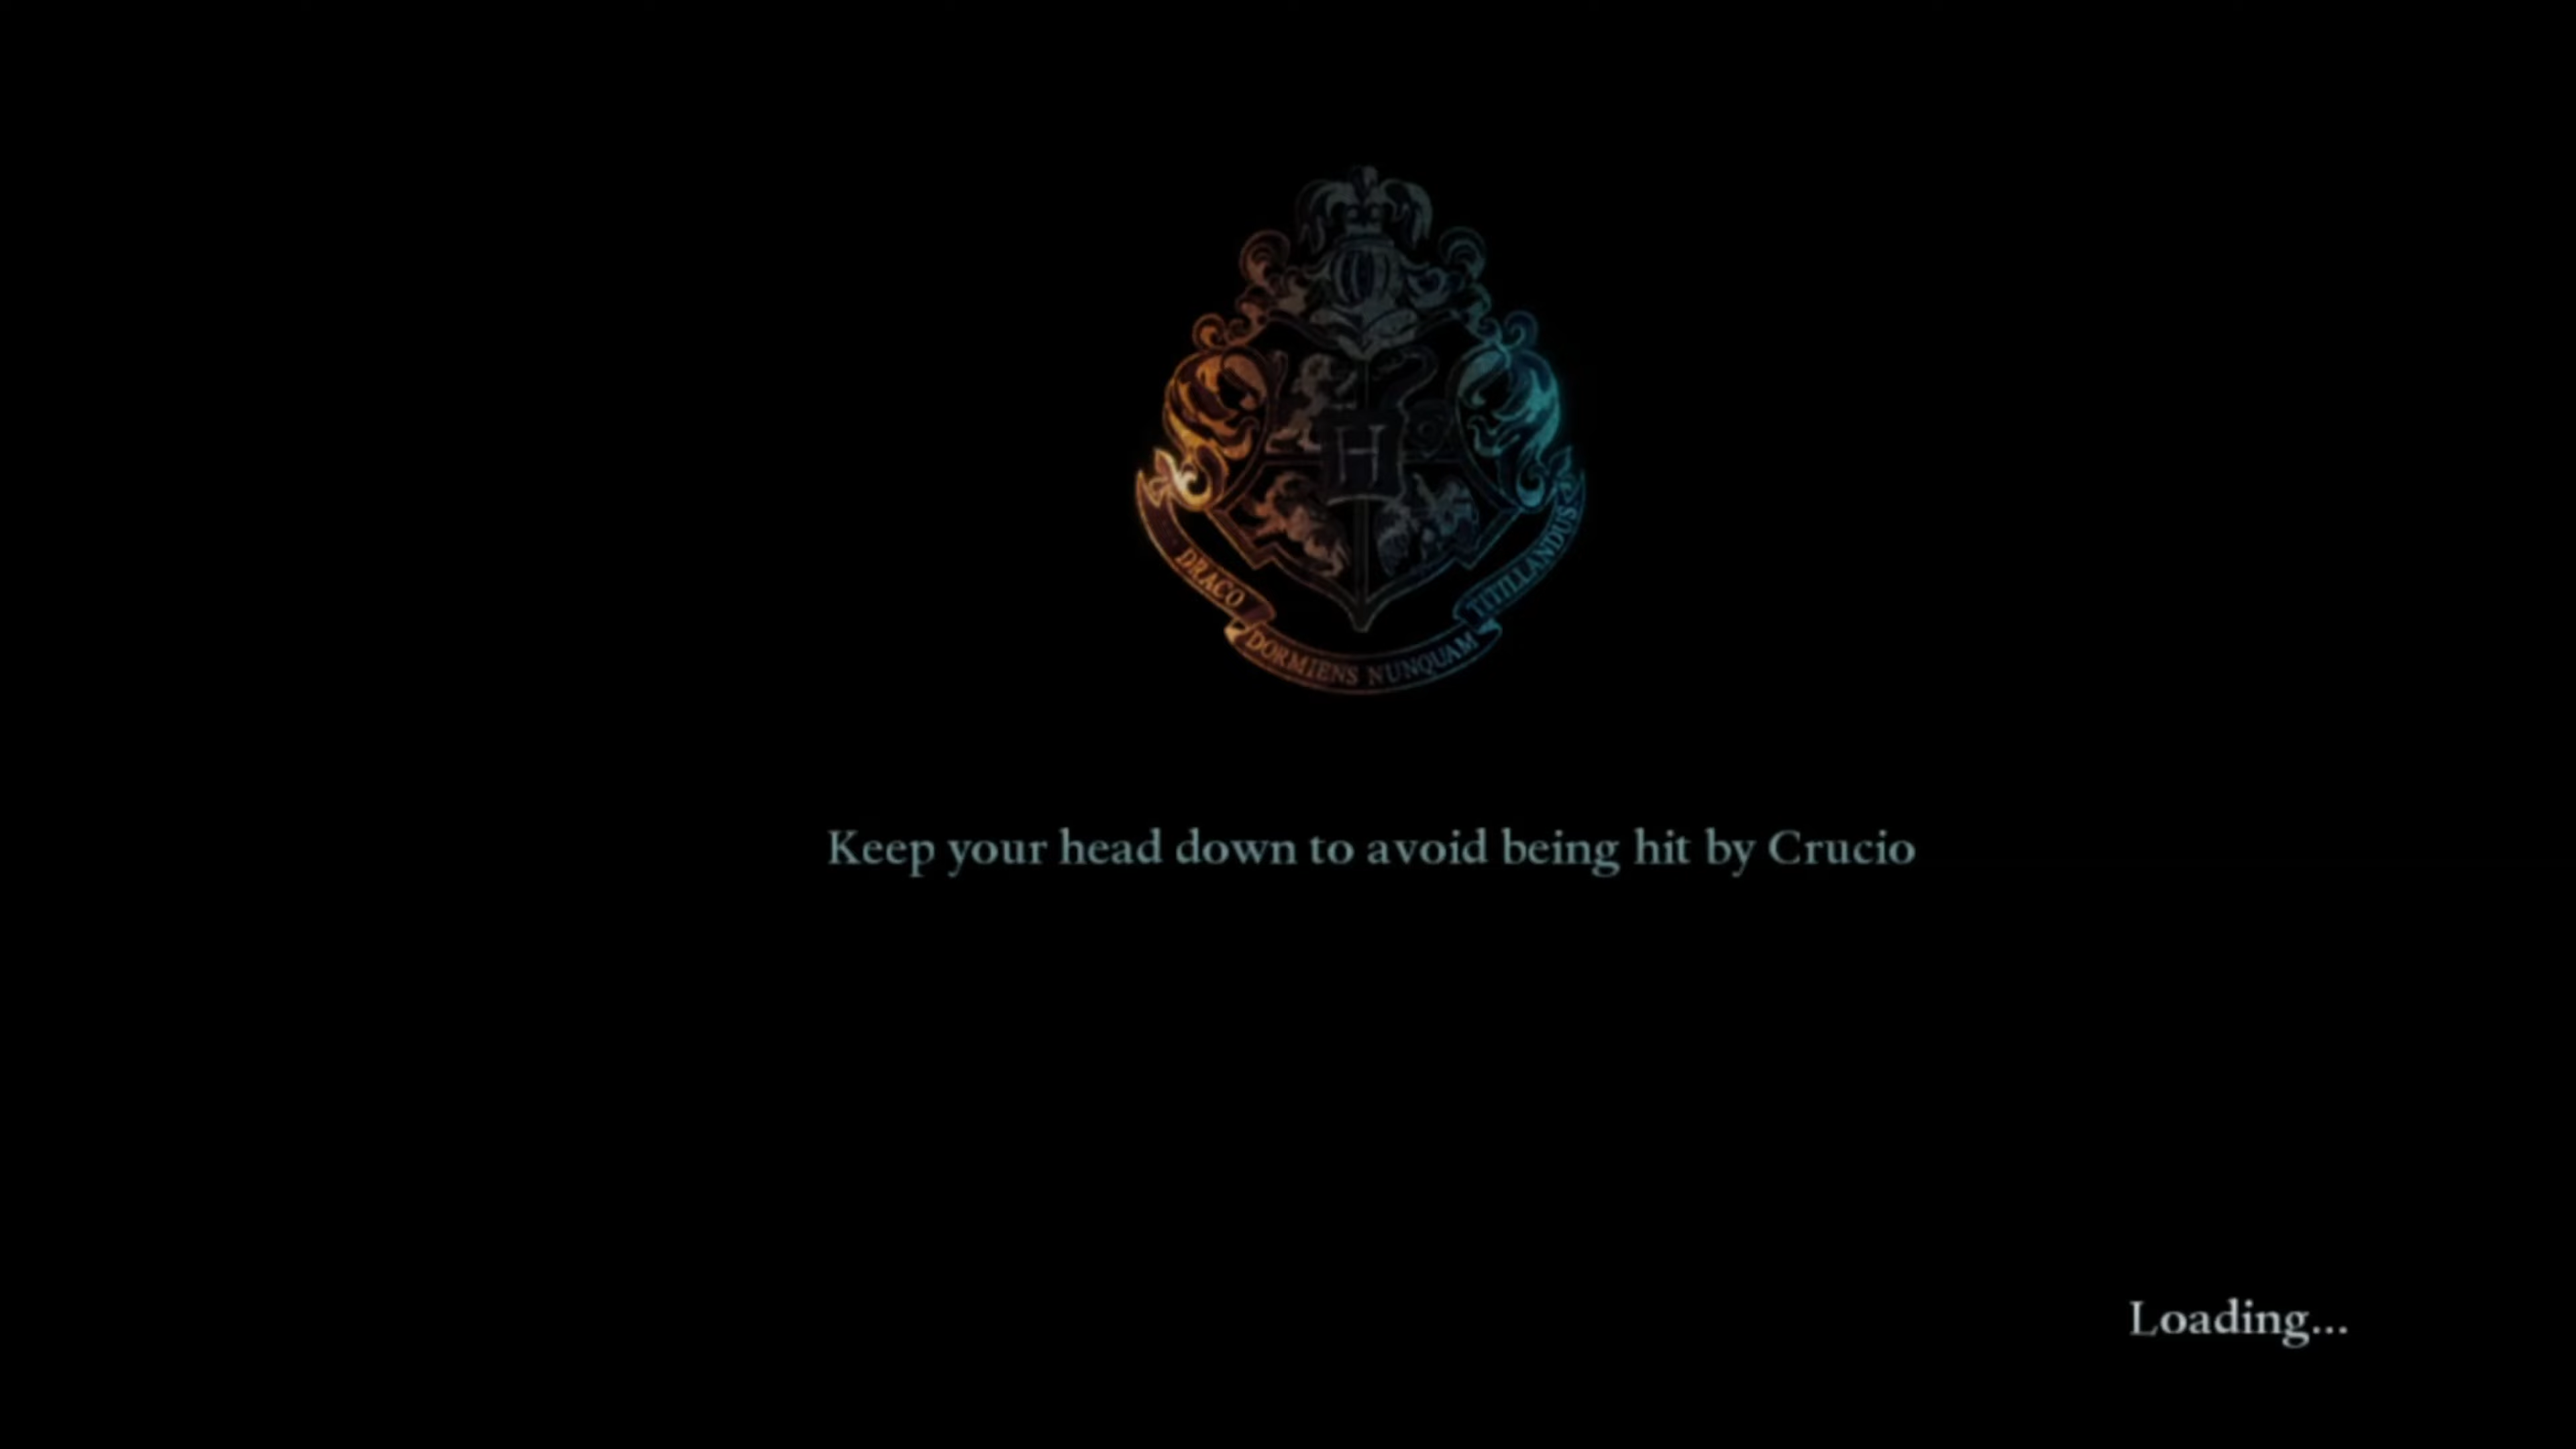 H
DRACO
DORMIENS NUNQUAM
TITILLANDUS
Keep your head down to avoid being hit by Crucio
Loading...